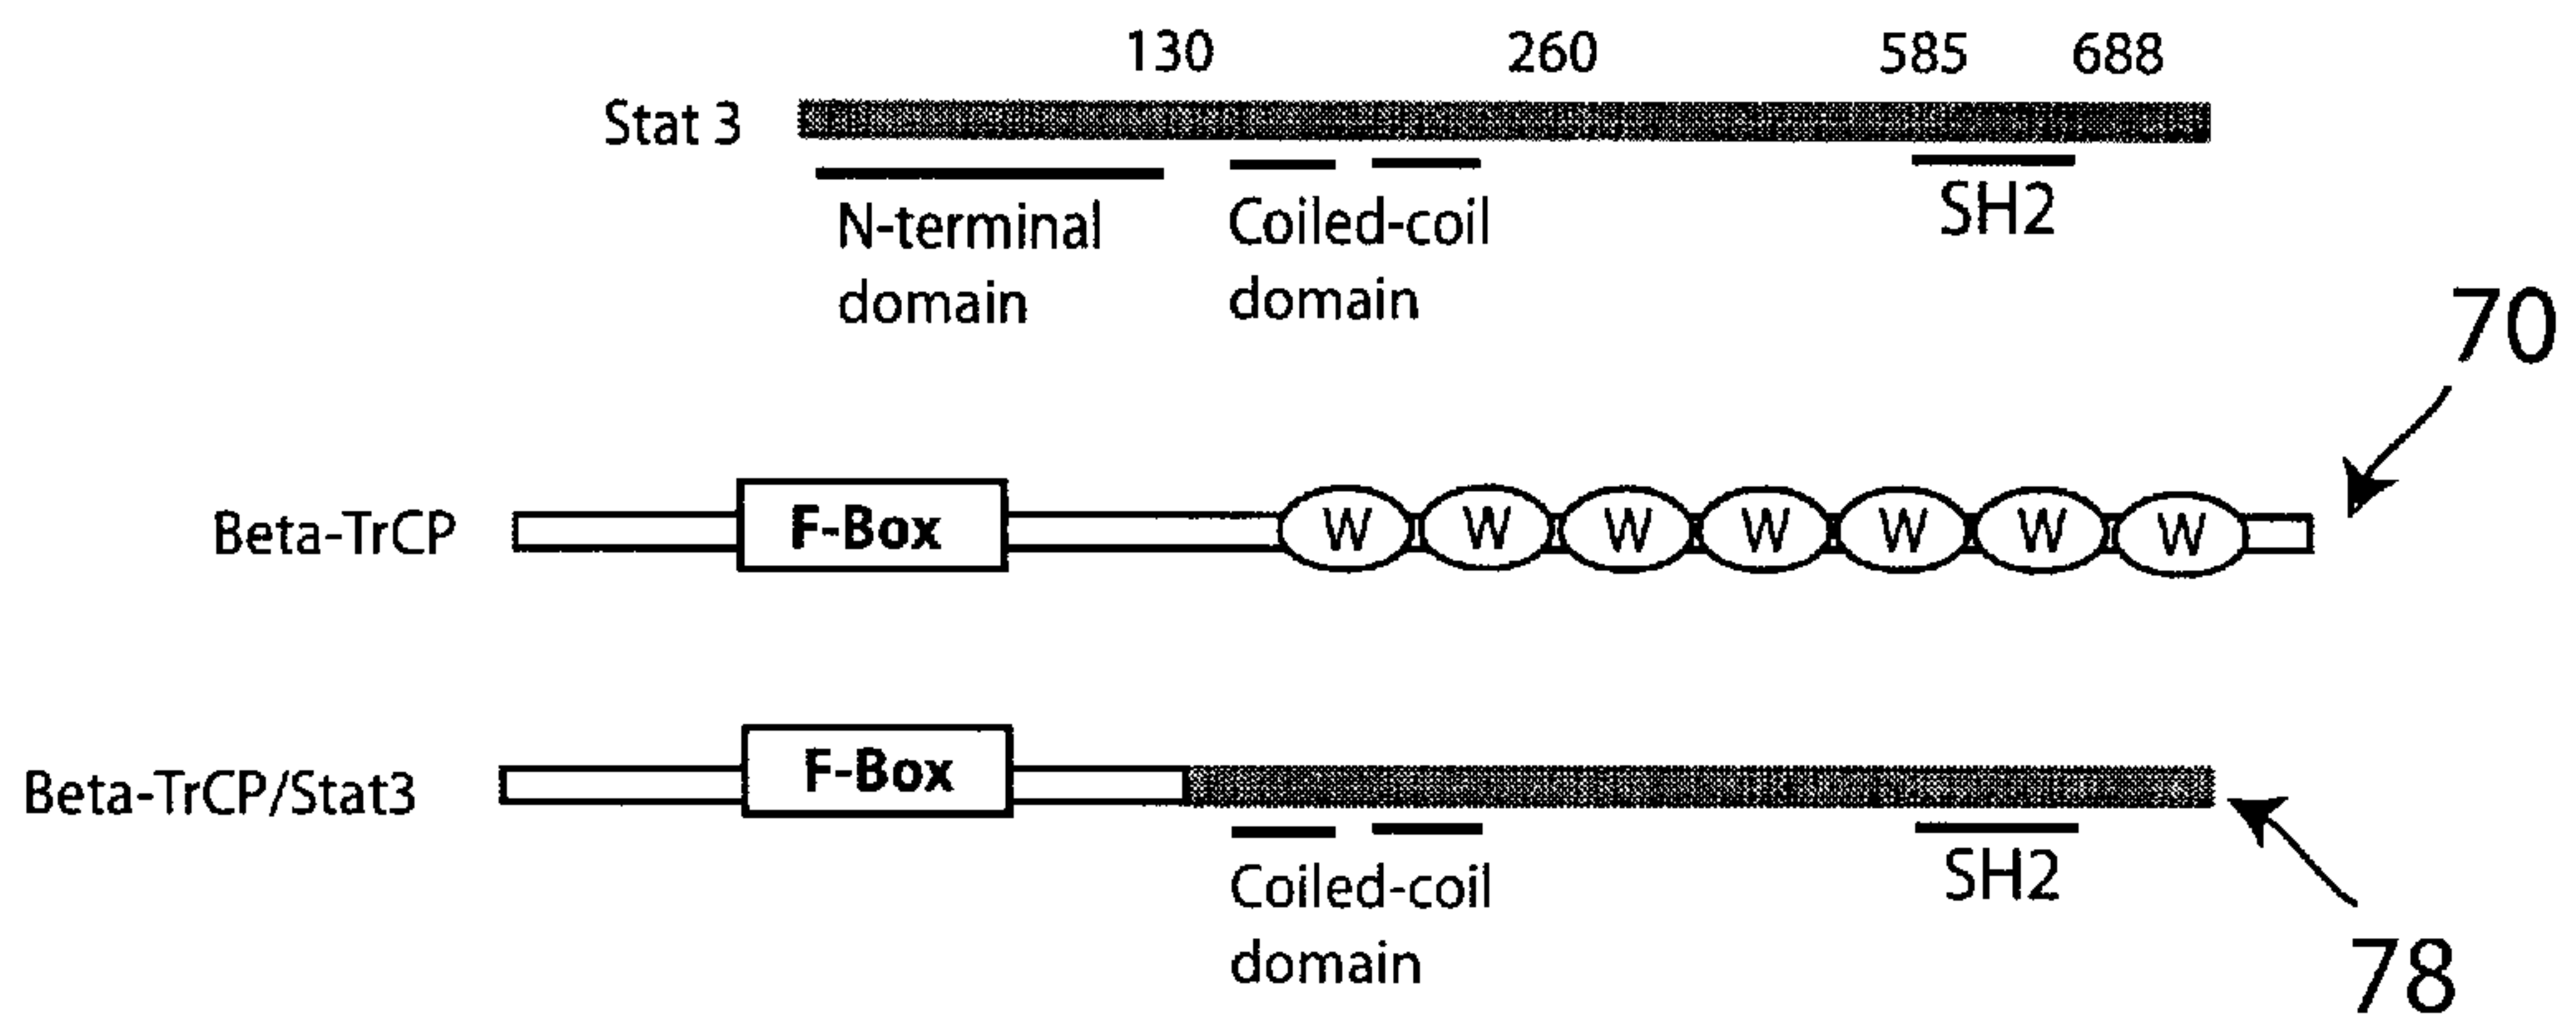 130 260 585 688
Stat 3
N-terminal Coiled-coil SH2
domain domain
70
Beta-TrCP F-Box W W W W W W W
Beta-TrCP/Stat3 F-Box
Coiled-coil SH2
domain
78